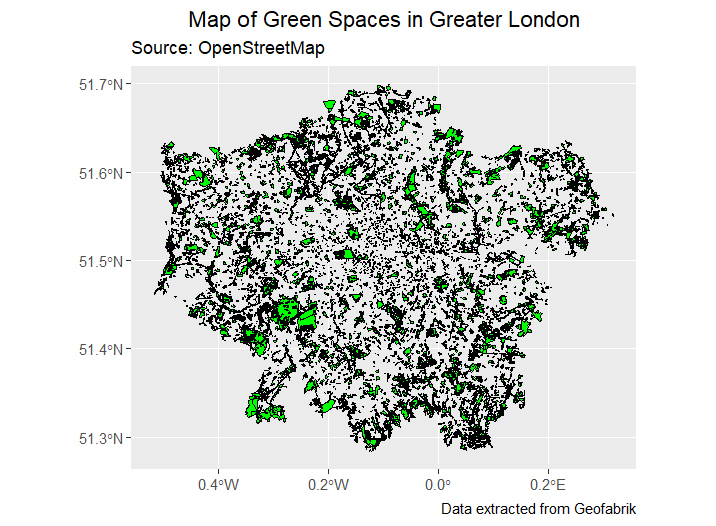 Map of Green Spaces in Greater London
Source: OpenStreetMap
51.7°N
51.6°N
51.5°N
51.4°N
51.3°N
0.4°W 0.2°W 0.0° 0.2°E
Data extracted from Geofabrik